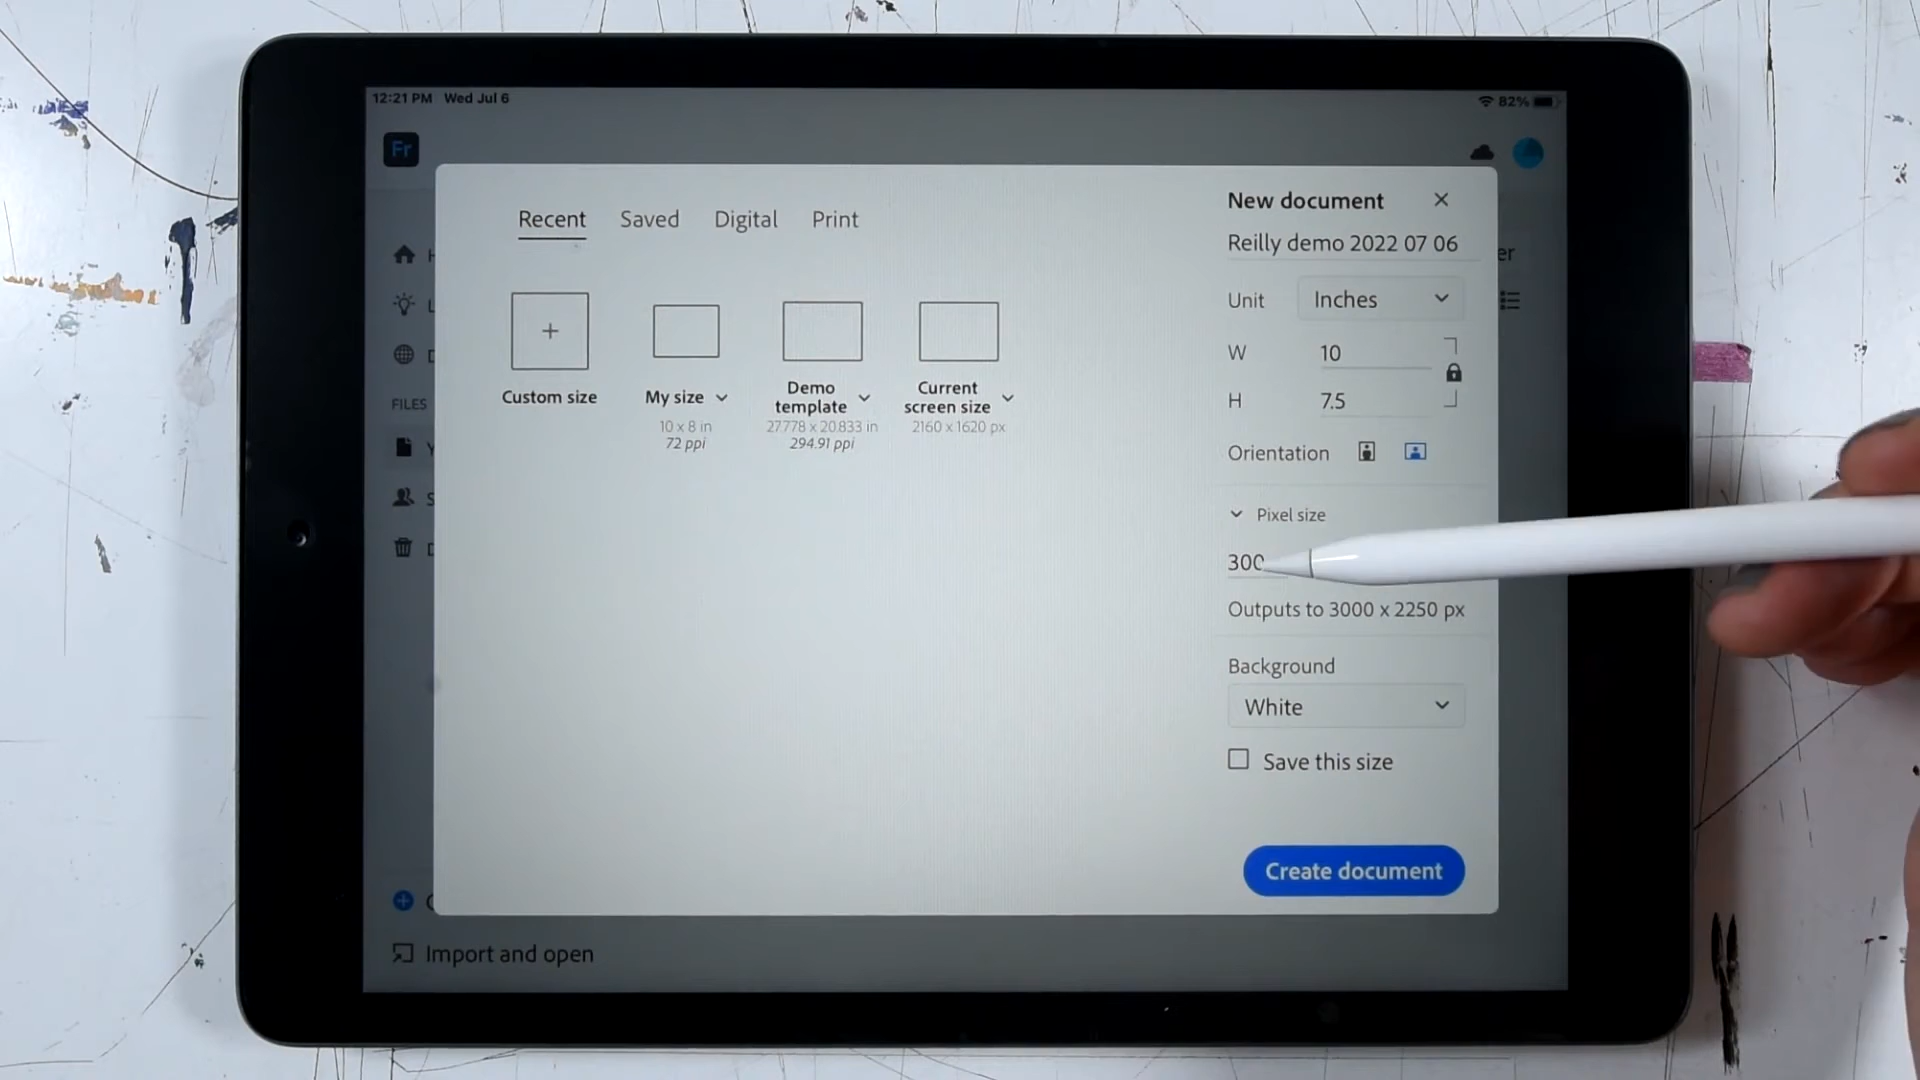 12:21 PM Wed Jul 6
82%
Fr
Recent Saved Digital Print
Custom size
My size
10 x 8 in
72 ppi
Demo
template
27.778 x 20.833 in
294.91 ppi
Current
screen size
2160 x 1620 px
FILES
Import and open
New document
Reilly demo 2022 07 06
Unit Inches
W 10
H 7.5
Orientation
Pixel size
300
Outputs to 3000 x 2250 px
Background
White
Save this size
Create document
er